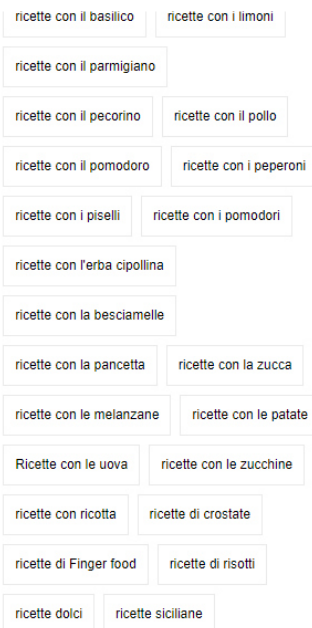 ricette con il basilico ricette con i limoni
ricette con il parmigiano
ricette con il pecorino ricette con il pollo
ricette con il pomodoro ricette con i peperoni
ricette con i piselli ricette con i pomodori
ricette con l'erba cipollina
ricette con la besciamelle
ricette con la pancetta ricette con la zucca
ricette con le melanzane ricette con le patate
Ricette con le uova ricette con le zucchine
ricette con ricotta ricette di crostate
ricette di Finger food ricette di risotti
ricette dolci ricette siciliane